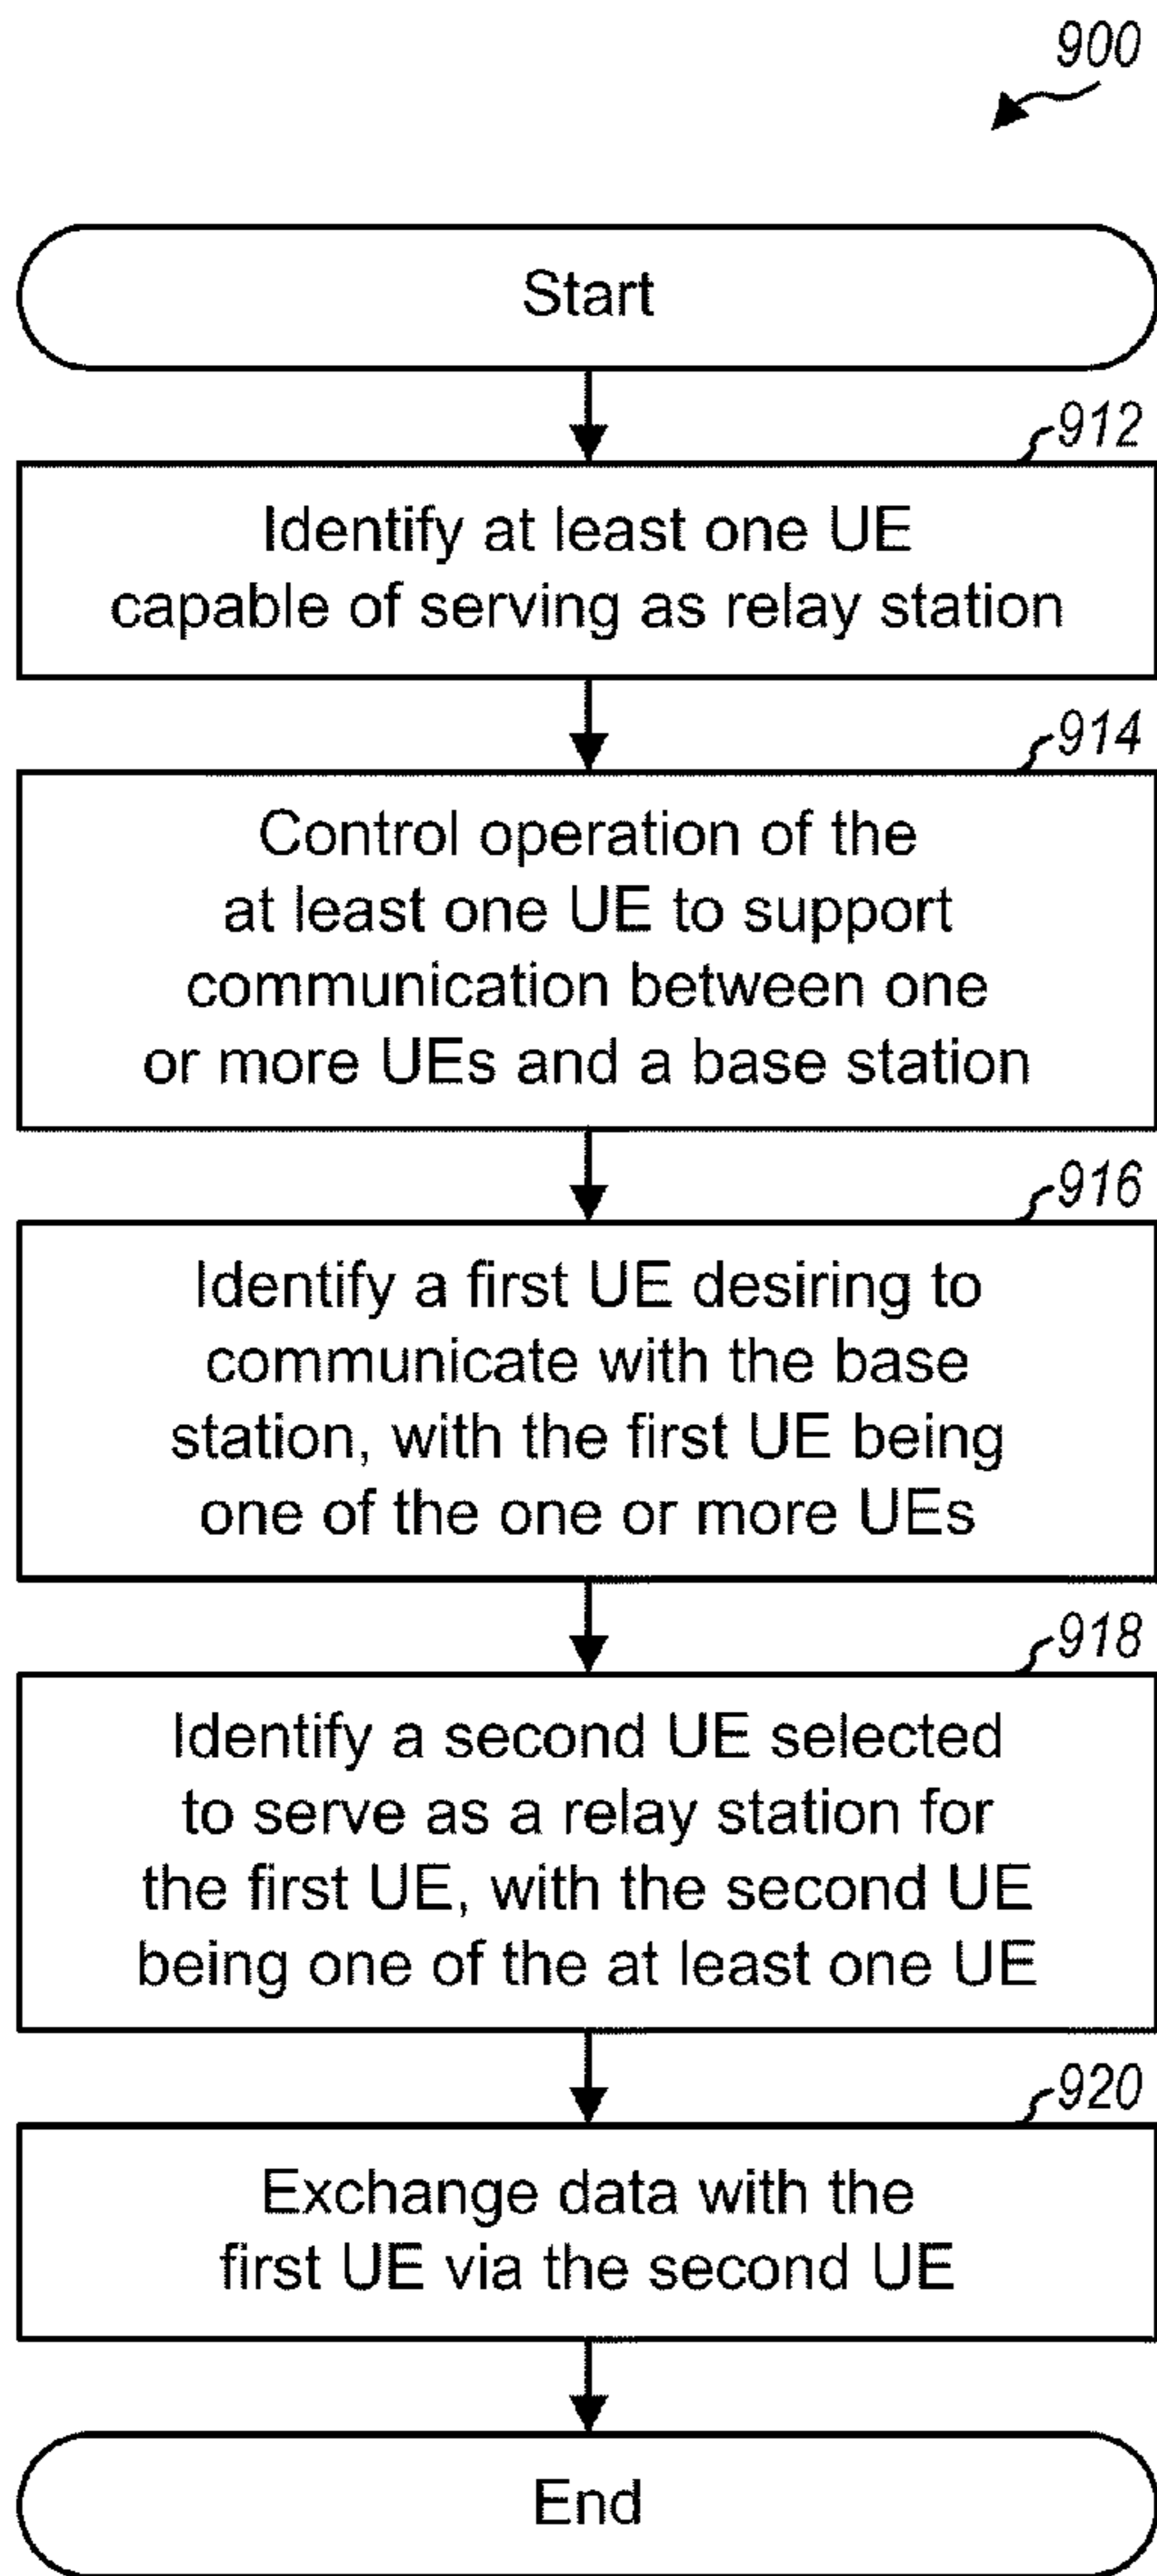 900
Start
912
Identify at least one UE
capable of serving as relay station
914
Control operation of the
at least one UE to support
communication between one
or more UEs and a base station
916
Identify a first UE desiring to
communicate with the base
station, with the first UE being
one of the one or more UEs
918
Identify a second UE selected
to serve as a relay station for
the first UE, with the second UE
being one of the at least one UE
920
Exchange data with the
first UE via the second UE
End